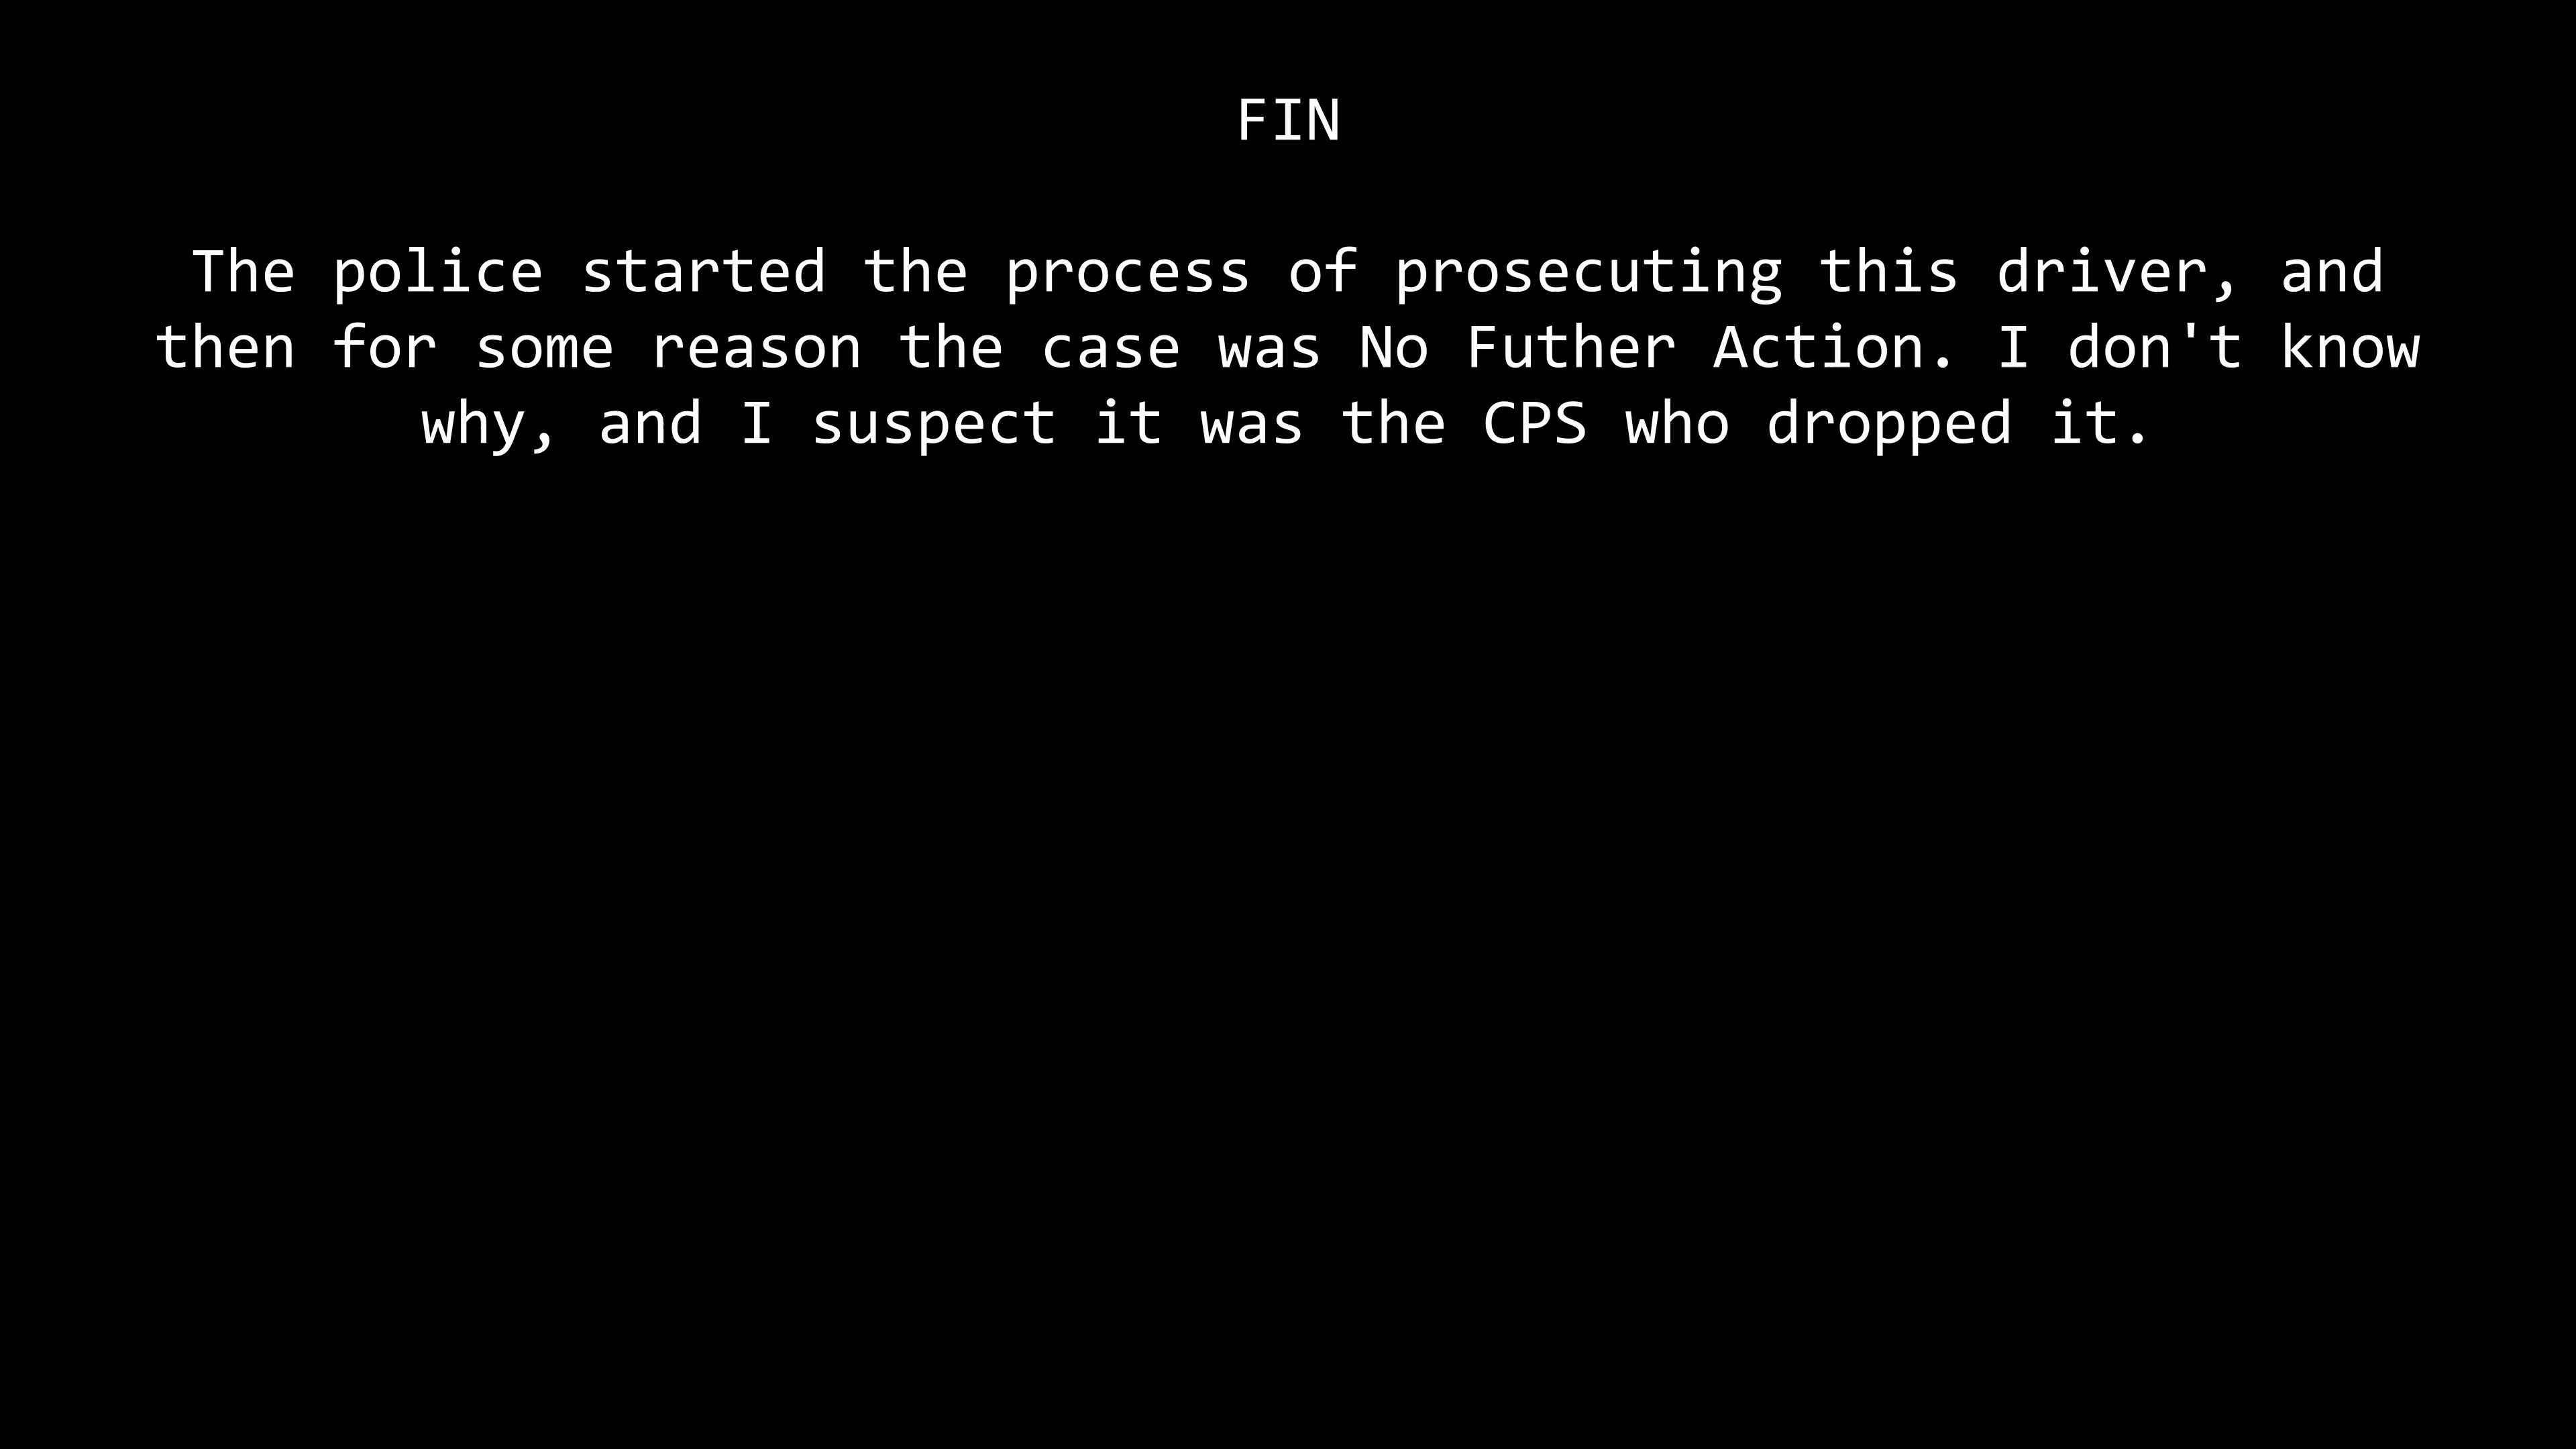 FIN
The police started the process of prosecuting this driver, and
then for some reason the case was No Futher Action. I don't know
why, and I suspect it was the CPS who dropped it.